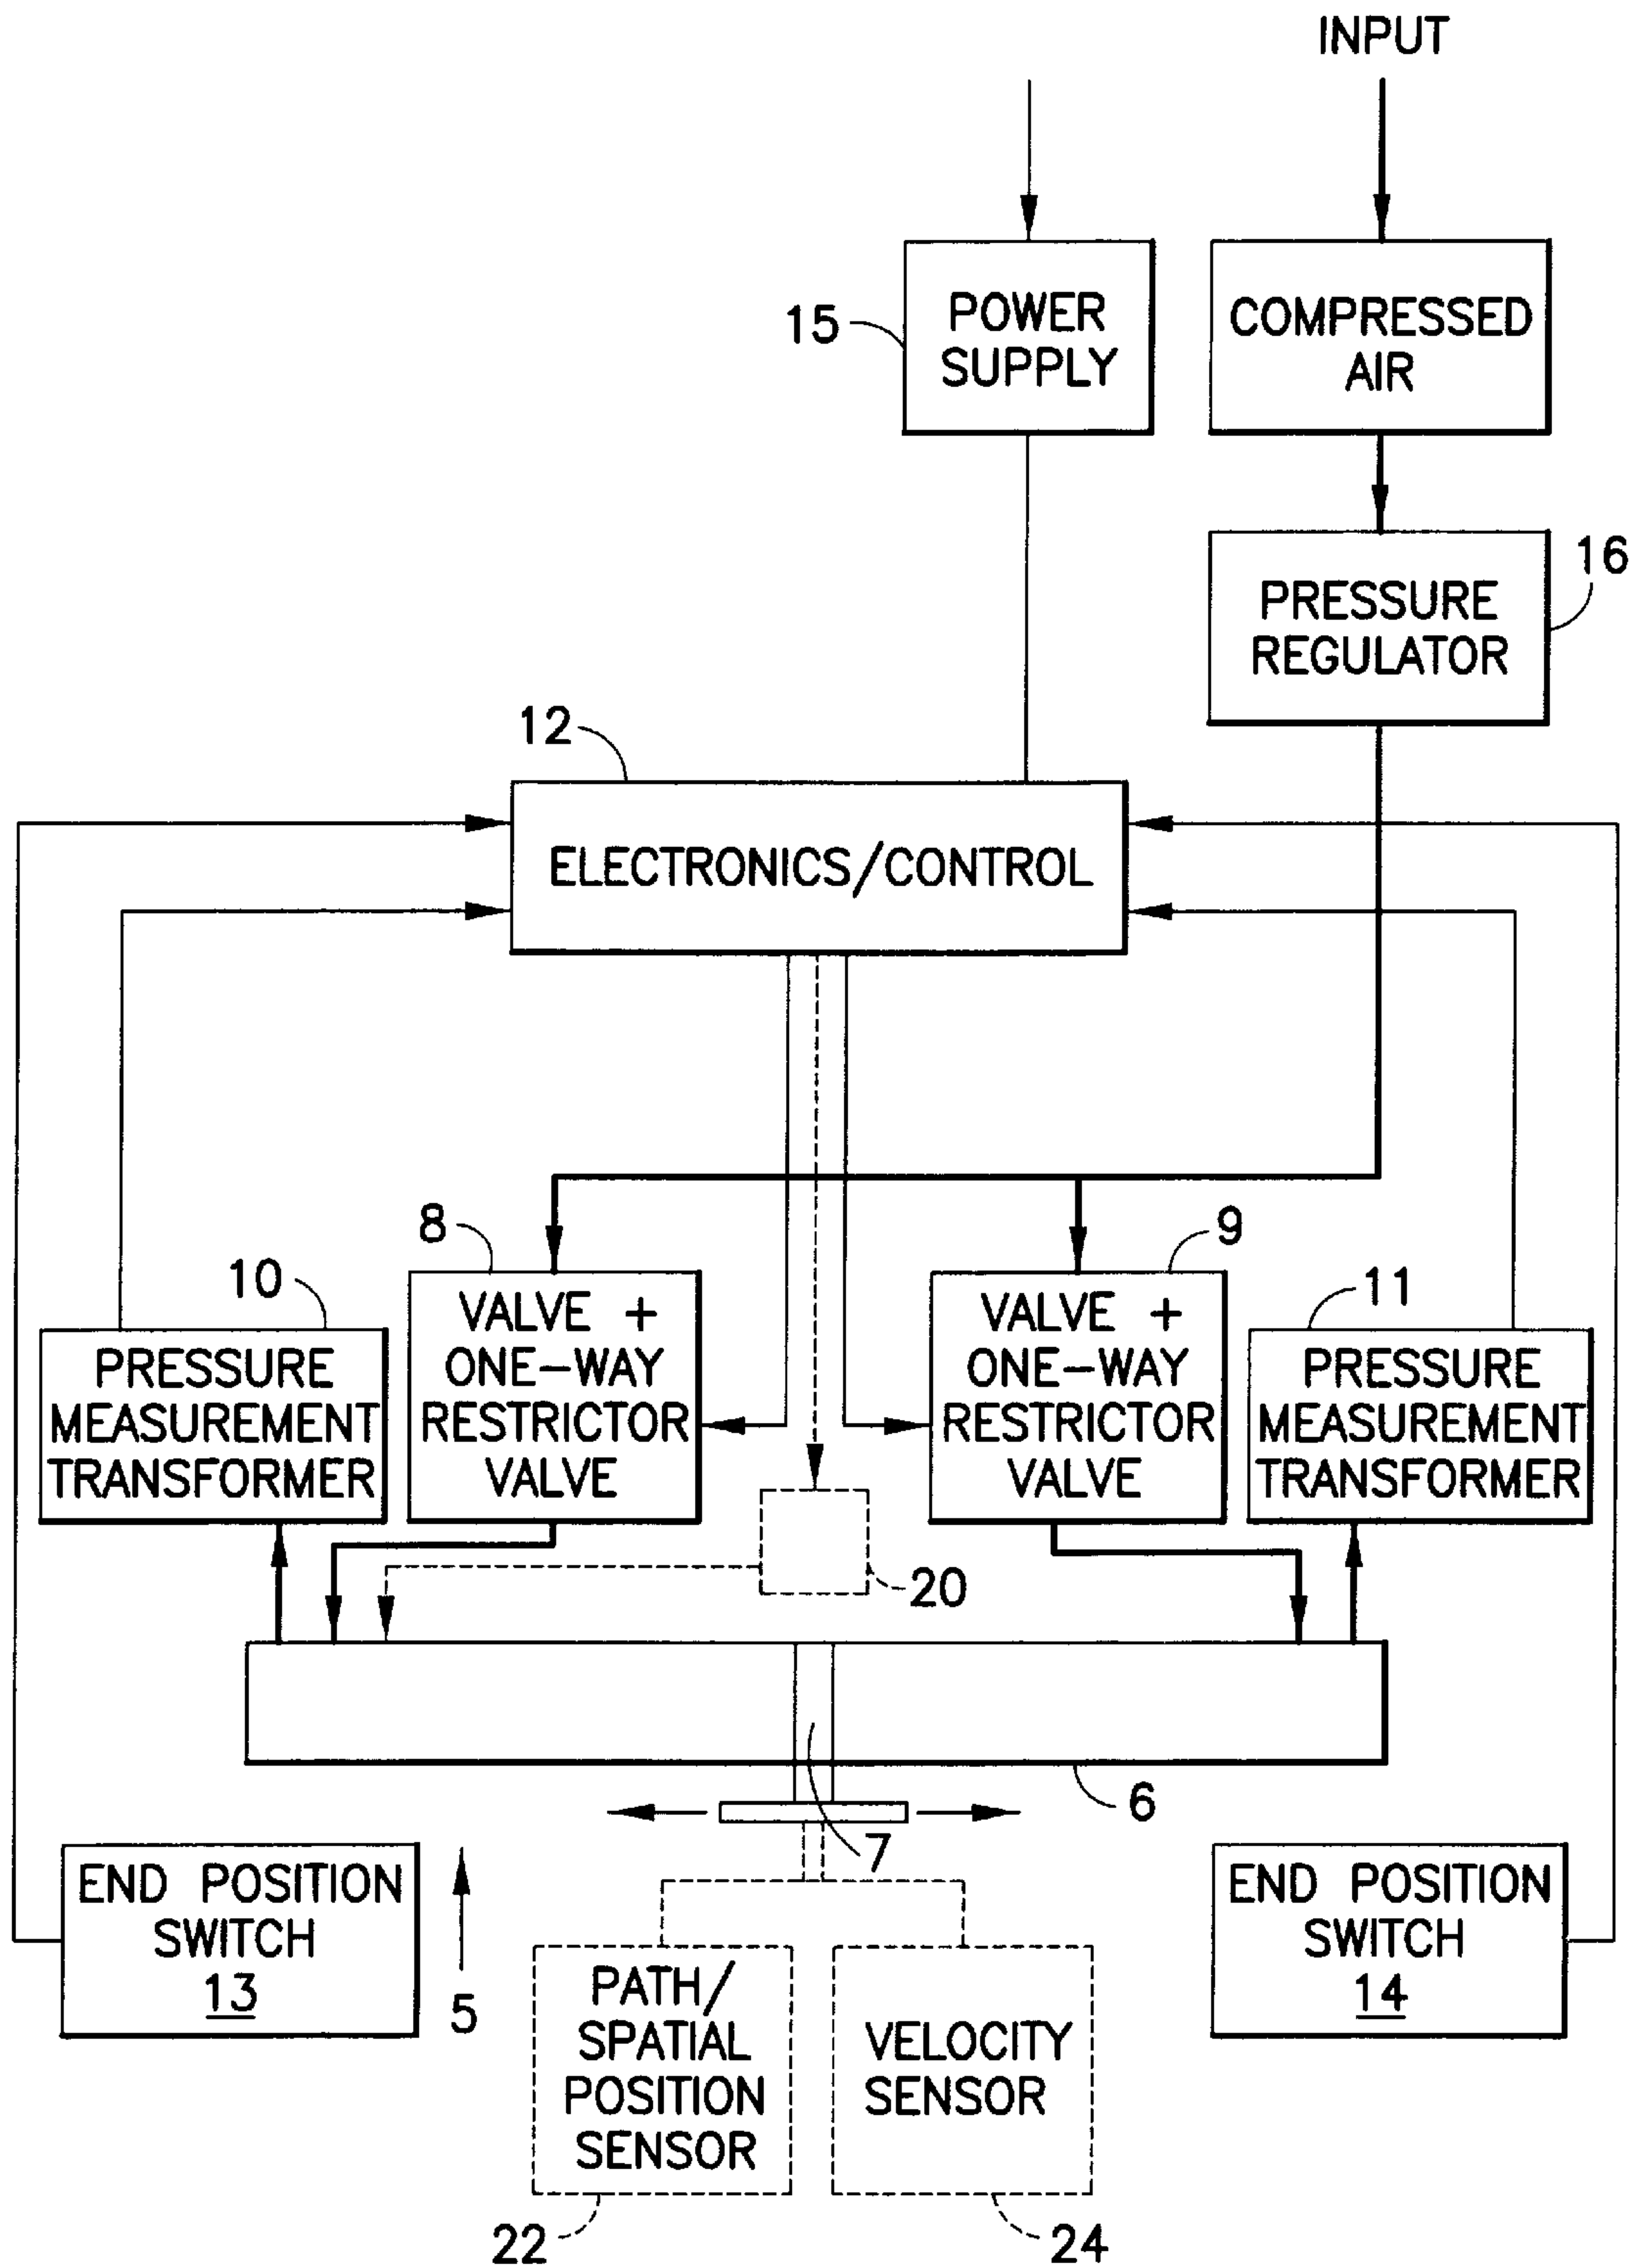 INPUT
15
POWER
SUPPLY
COMPRESSED
AIR
16
PRESSURE
REGULATOR
12
ELECTRONICS/CONTROL
8
9
10
11
VALVE +
ONE-WAY
RESTRICTOR
VALVE
VALVE +
ONE-WAY
RESTRICTOR
VALVE
PRESSURE
MEASUREMENT
TRANSFORMER
PRESSURE
MEASUREMENT
TRANSFORMER
20
6
7
END POSITION
SWITCH
13
5
END POSITION
SWITCH
14
PATH/
SPATIAL
POSITION
SENSOR
VELOCITY
SENSOR
22
24